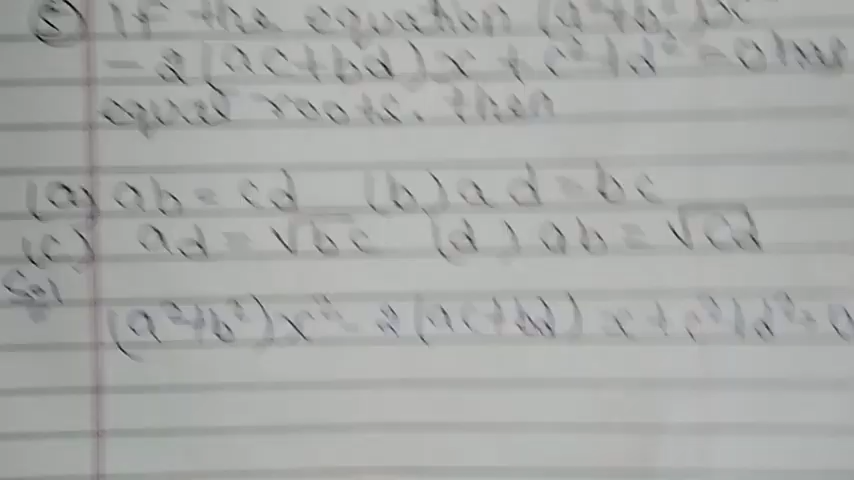 (5) If the equation (a²+b²)x²
-2(ac+bd)x+c²+d²=0 has
equal roots, then
(a) ab=cd (b) ad=bc
(c) ad=√bc (d) ab=√cd
Sol
(a²+b²)x²-2(ac+bd)x+c²+d²=0